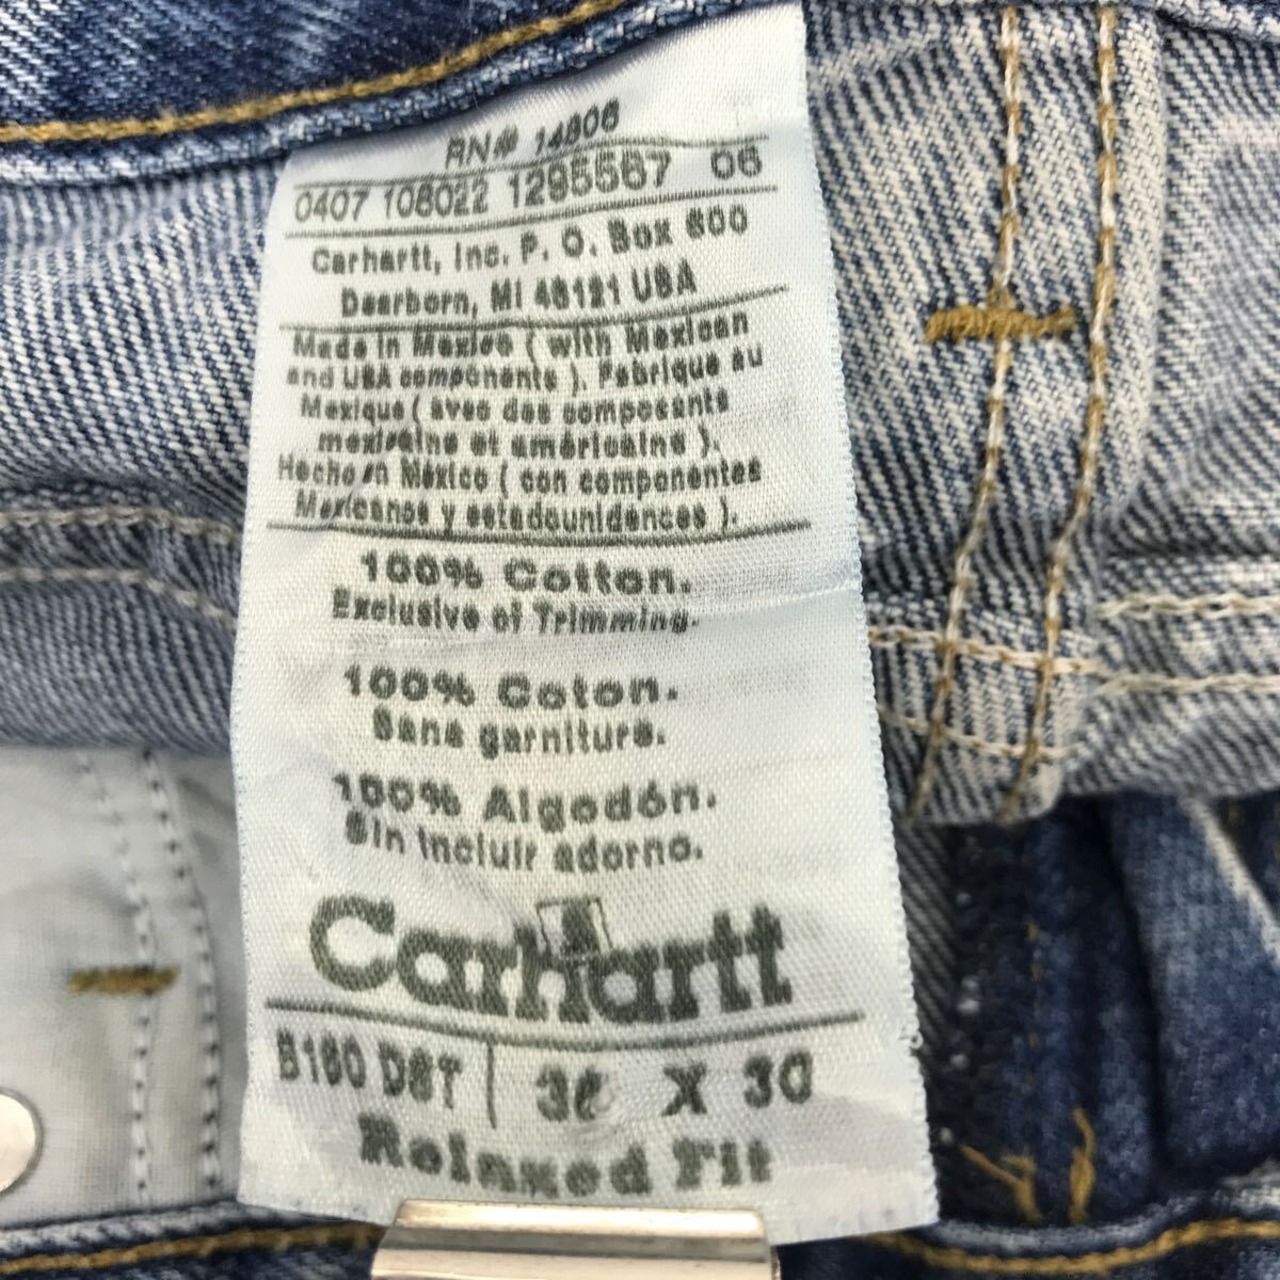 RN# 14806
0407 108022 1295567 06
Carhartt, Inc. P. O. Box 600
Dearborn, MI 48121 USA
Made in Mexico ( with Mexican
and USA components ). Fabriqué au
Mexique ( avec des composants
mexicains et américains ).
Hecho en México ( con componentes
Mexicanos y estadounidences ).
100% Cotton.
Exclusive of Trimming.
100% Coton.
Sans garniture.
100% Algodón.
Sin incluir adorno.
Carhartt
B160 DST X 30
Relaxed Fit